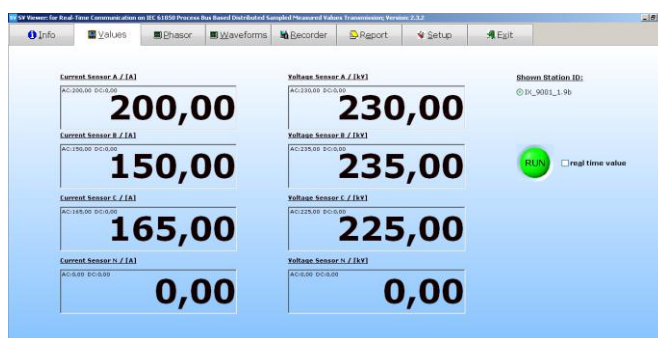 SV Viewer: for Real-Time Communication on IEC 61850 Process Bus Based Distributed Sampled Measured Values Transmission; Version: 2.3.2
Info Values Phasor Waveforms Recorder Report Setup Exit
Current Sensor A / [A]
AC:200,00 DC:0,00
200,00
Current Sensor B / [A]
AC:150,00 DC:0,00
150,00
Current Sensor C / [A]
AC:165,00 DC:0,00
165,00
Current Sensor N / [A]
AC:0,00 DC:0,00
0,00
Voltage Sensor A / [kV]
AC:230,00 DC:0,00
230,00
Voltage Sensor B / [kV]
AC:235,00 DC:0,00
235,00
Voltage Sensor C / [kV]
AC:225,00 DC:0,00
225,00
Voltage Sensor N / [kV]
AC:0,00 DC:0,00
0,00
Shown Station ID:
IX_9001_1.9b
RUN
real time value